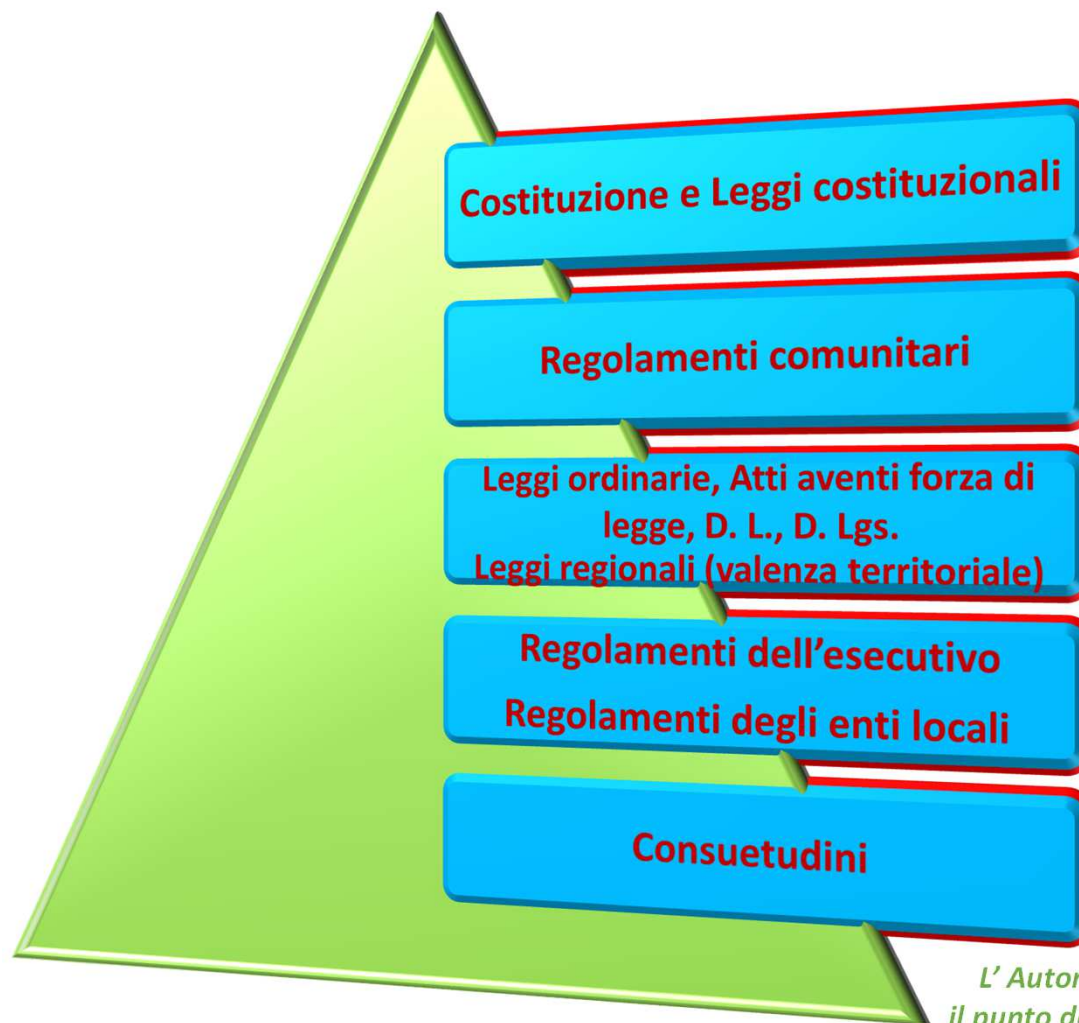 Costituzione e Leggi costituzionali
Regolamenti comunitari
Leggi ordinarie, Atti aventi forza di
legge, D. L., D. Lgs.
Leggi regionali (valenza territoriale)
Regolamenti dell’esecutivo
Regolamenti degli enti locali
Consuetudini
L’ Autor
il punto di